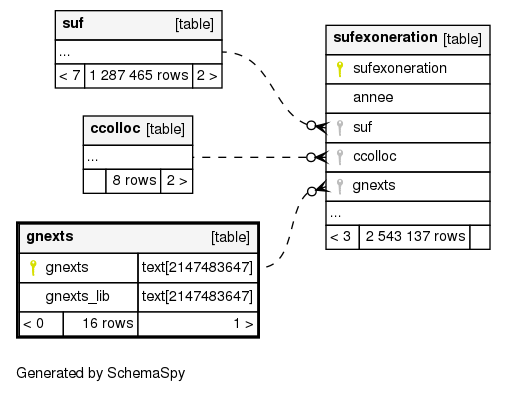 suf [table]
...
< 7 1 287 465 rows 2 >
ccolloc [table]
...
8 rows 2 >
gnexts [table]
gnexts text[2147483647]
gnexts_lib text[2147483647]
< 0 16 rows 1 >
sufexoneration [table]
sufexoneration
annee
suf
ccolloc
gnexts
...
< 3 2 543 137 rows
Generated by SchemaSpy